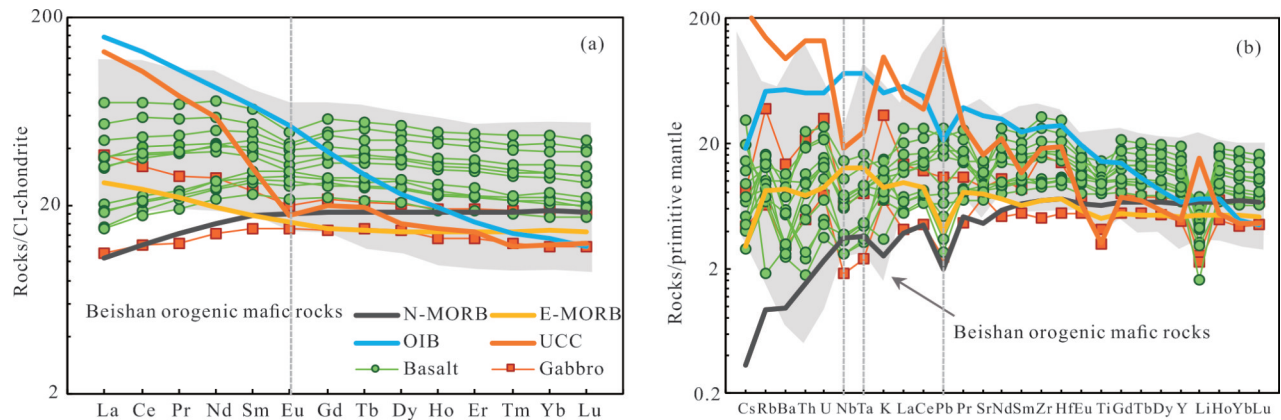 200
20
2
Rocks/C1-chondrite
(a)
Beishan orogenic mafic rocks
N-MORB
E-MORB
OIB
UCC
Basalt
Gabbro
La Ce Pr Nd Sm Eu Gd Tb Dy Ho Er Tm Yb Lu
200
20
2
0.2
Rocks/primitive mantle
(b)
Beishan orogenic mafic rocks
CsRbBa Th U NbTa K LaCePb Pr SrNdSmZr HfEu TiGdTbDy Y LiHoYbLu